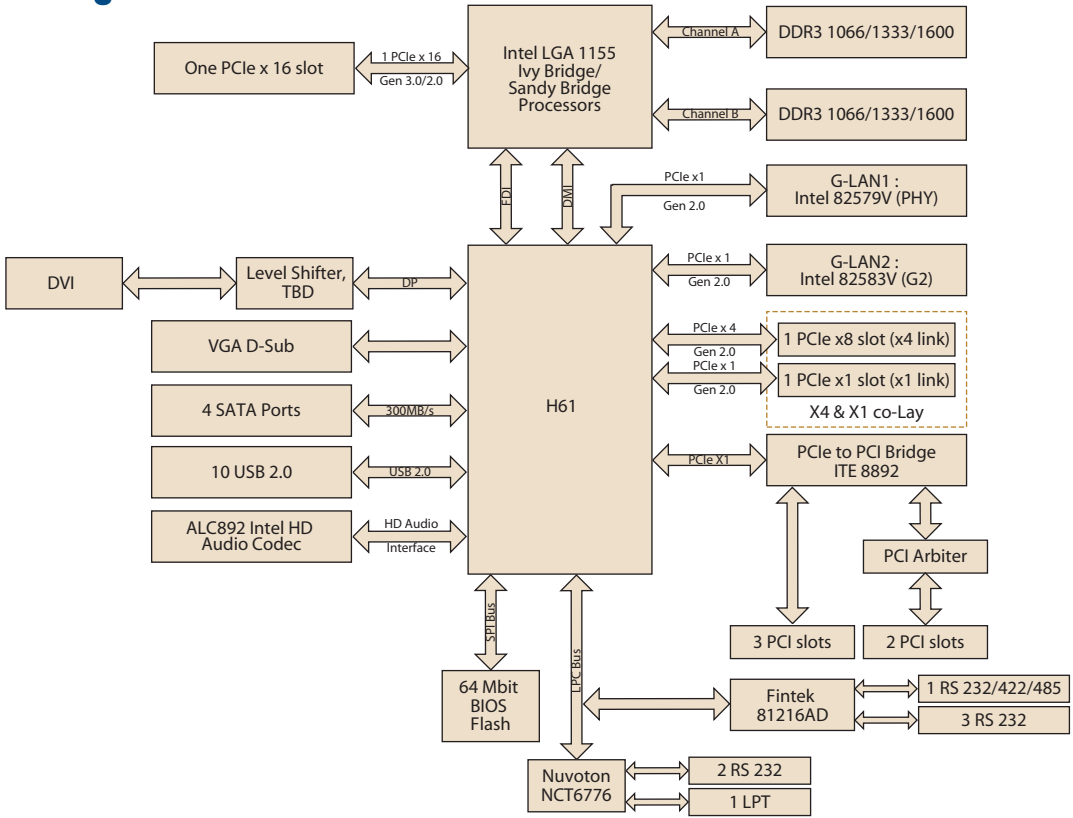 One PCIe x 16 slot
1 PCIe x 16
Gen 3.0/2.0
Intel LGA 1155
Ivy Bridge/
Sandy Bridge
Processors
Channel A
DDR3 1066/1333/1600
Channel B
DDR3 1066/1333/1600
FDI
DMI
PCIe x1
Gen 2.0
G-LAN1 :
Intel 82579V (PHY)
DVI
Level Shifter,
TBD
DP
PCIe x 1
Gen 2.0
G-LAN2 :
Intel 82583V (G2)
VGA D-Sub
H61
PCIe x 4
Gen 2.0
1 PCIe x8 slot (x4 link)
PCIe x 1
Gen 2.0
1 PCIe x1 slot (x1 link)
X4 & X1 co-Lay
4 SATA Ports
300MB/s
10 USB 2.0
USB 2.0
PCIe X1
PCIe to PCI Bridge
ITE 8892
ALC892 Intel HD
Audio Codec
HD Audio
Interface
PCI Arbiter
3 PCI slots
2 PCI slots
SPI Bus
64 Mbit
BIOS
Flash
LPC Bus
Fintek
81216AD
1 RS 232/422/485
3 RS 232
Nuvoton
NCT6776
2 RS 232
1 LPT